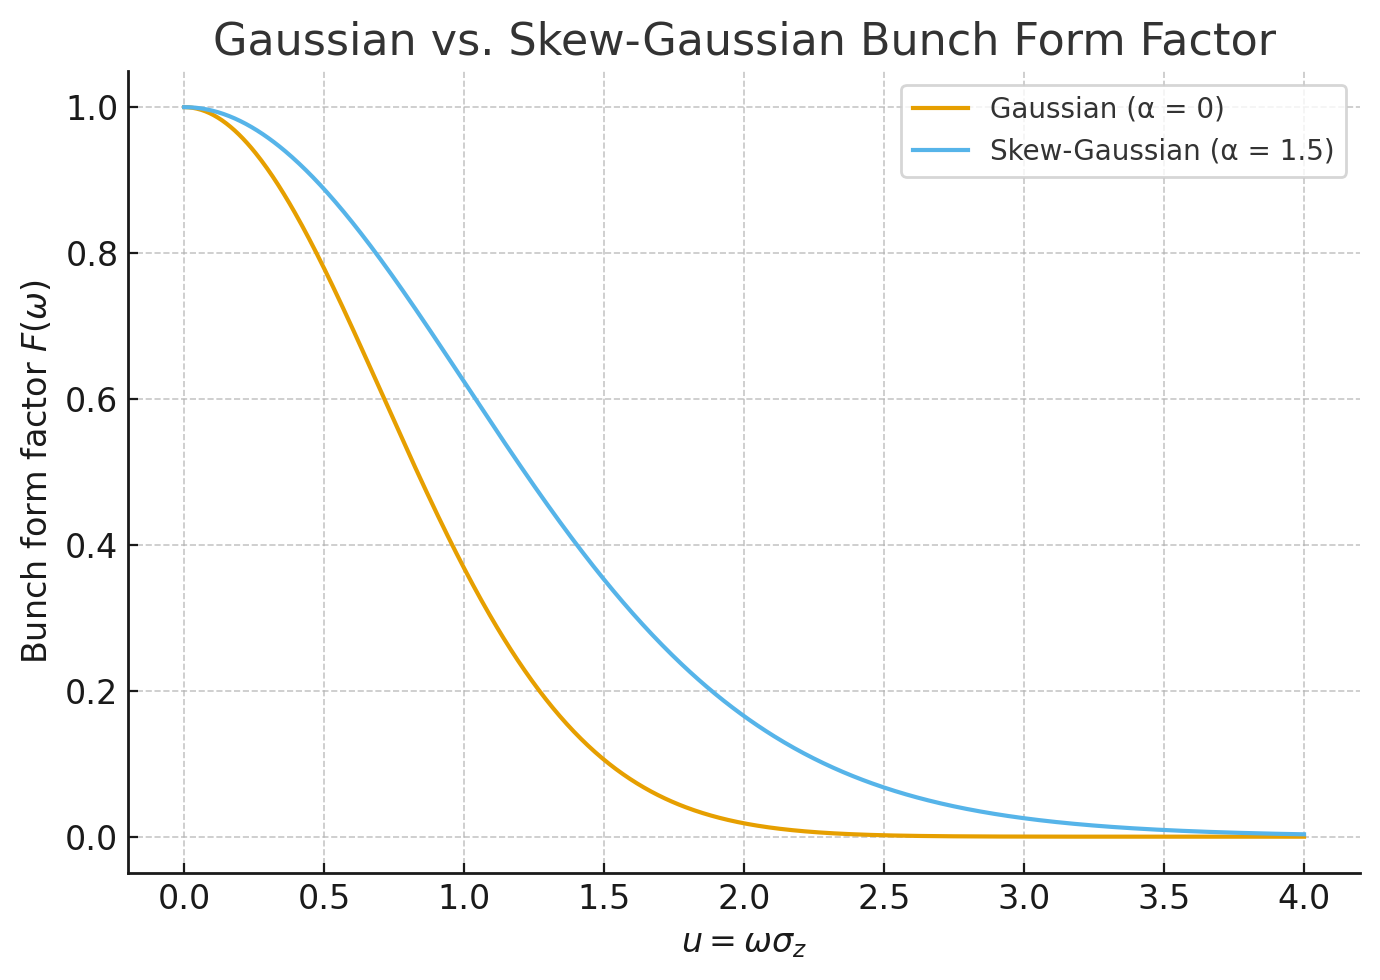 Gaussian vs. Skew-Gaussian Bunch Form Factor
Gaussian (α = 0)
Skew-Gaussian (α = 1.5)
Bunch form factor F(ω)
1.0
0.8
0.6
0.4
0.2
0.0
0.0 0.5 1.0 1.5 2.0 2.5 3.0 3.5 4.0
u = ωσ_z